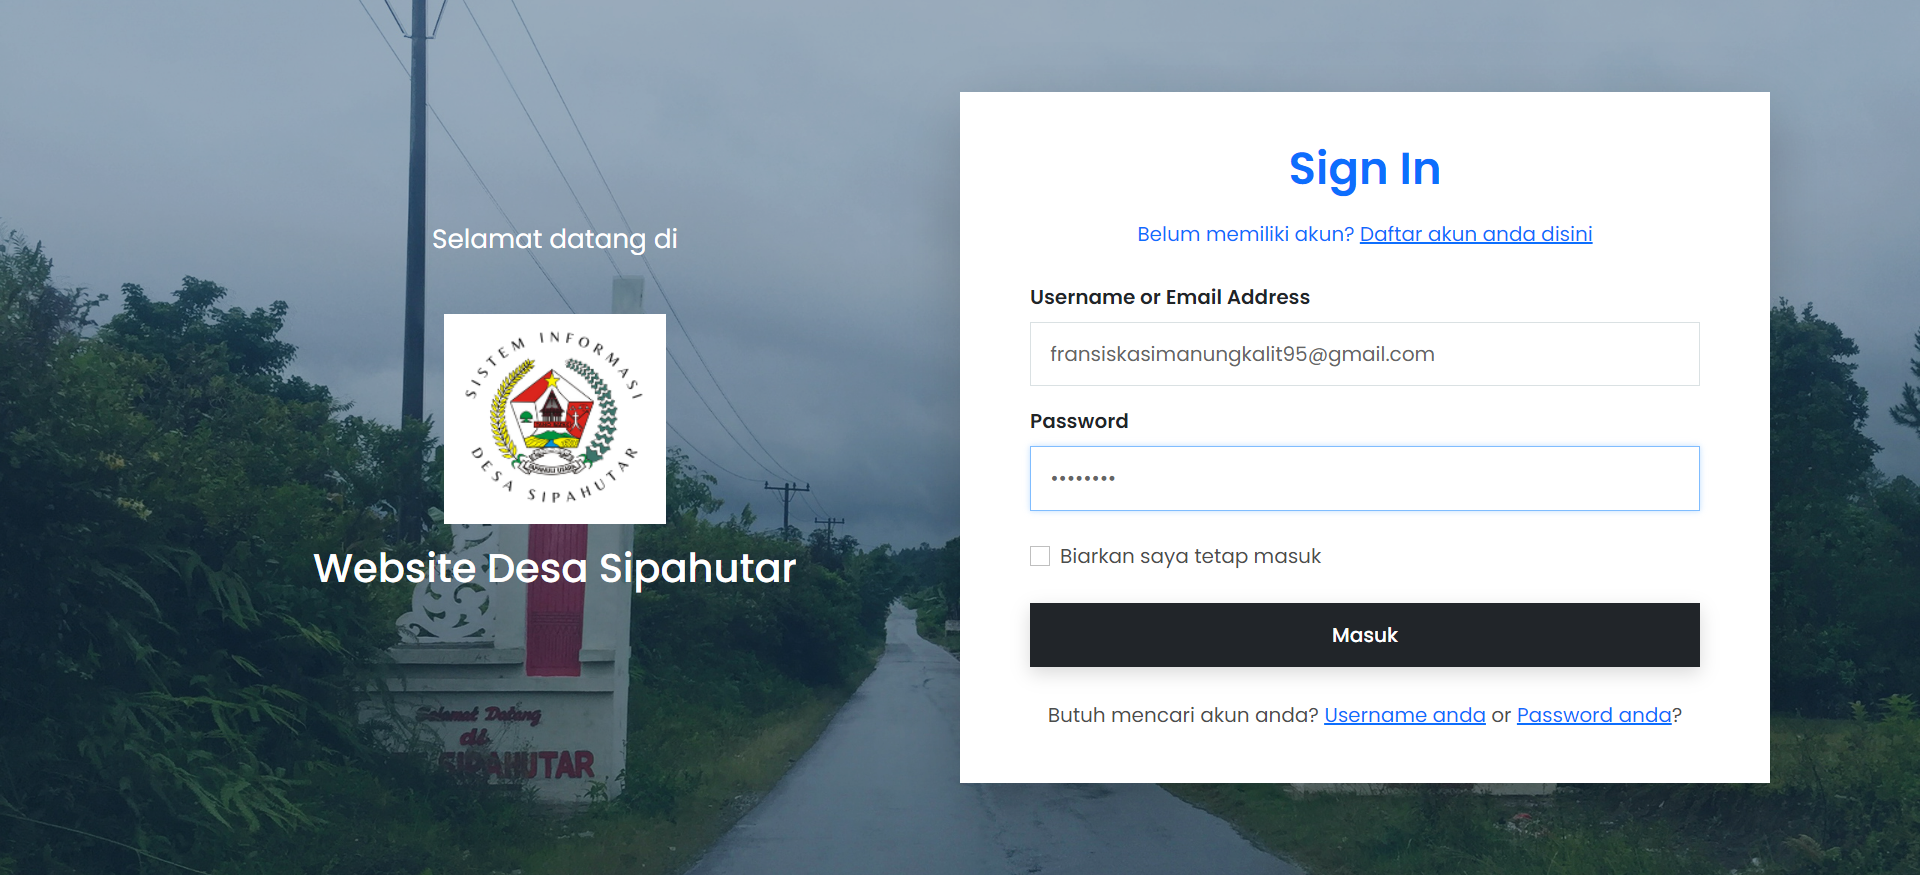 Selamat datang di
SISTEM INFORMASI
DESA SIPAHUTAR
TAPANULI UTARA
Website Desa Sipahutar
Selamat Datang
di
SIPAHUTAR
Sign In
Belum memiliki akun? Daftar akun anda disini
Username or Email Address
fransiskasimanungkalit95@gmail.com
Password
••••••••
Biarkan saya tetap masuk
Masuk
Butuh mencari akun anda? Username anda or Password anda?